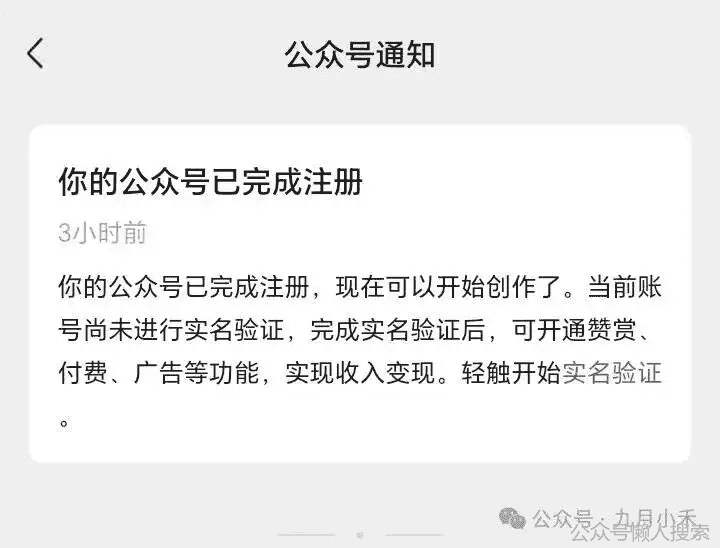 公众号通知
你的公众号已完成注册
3小时前
你的公众号已完成注册，现在可以开始创作了。当前账
号尚未进行实名验证，完成实名验证后，可开通赞赏、
付费、广告等功能，实现收入变现。轻触开始实名验证
。
公众号·九月小禾
公众号懒人搜索